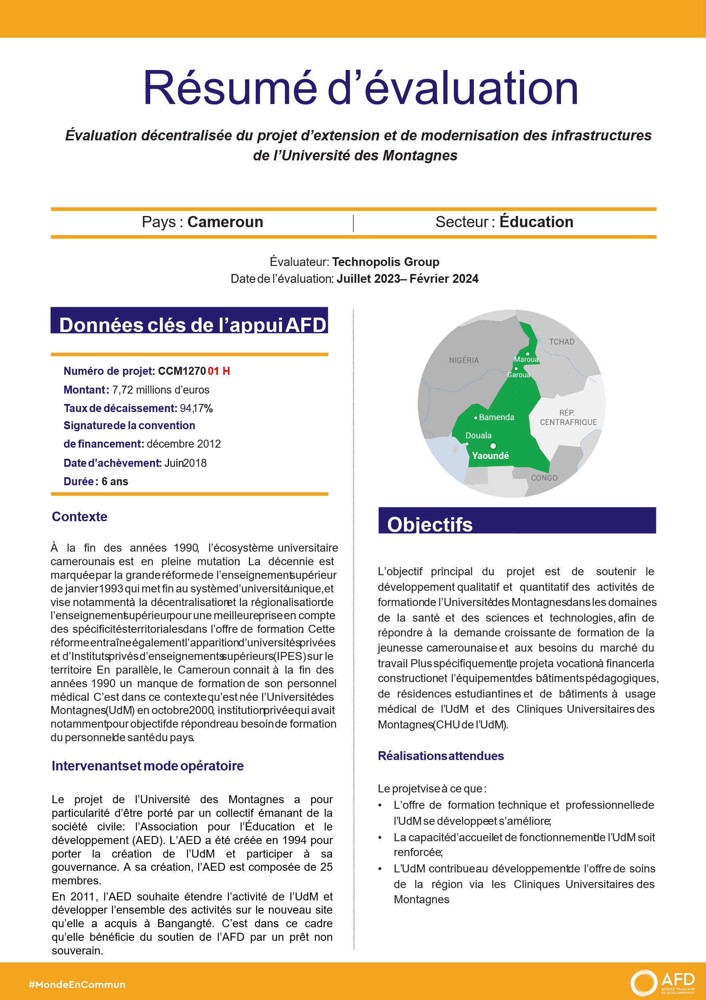 Résumé d’évaluation
Évaluation décentralisée du projet d’extension et de modernisation des infrastructures
de l’Université des Montagnes
Pays : Cameroun
Secteur : Éducation
Évaluateur: Technopolis Group
Date de l’évaluation: Juillet 2023– Février 2024
Données clés de l’appui AFD
Numéro de projet: CCM1270 01 H
Montant : 7,72 millions d’euros
Taux de décaissement: 94,17%
Signature de la convention
de financement: décembre 2012
Date d’achèvement: Juin 2018
Durée : 6 ans
Contexte
À la fin des années 1990, l’écosystème universitaire
camerounais est en pleine mutation. La décennie est
marquée par la grande réforme de l’enseignement supérieur
de janvier 1993 qui met fin au système d’université unique, et
vise notamment à la décentralisation et la régionalisation de
l’enseignement supérieur pour une meilleure prise en compte
des spécificités territoriales dans l’offre de formation. Cette
réforme entraîne également l’apparition d’universités privées
et d’Instituts privés d’enseignements supérieurs (IPES) sur le
territoire En parallèle, le Cameroun connait à la fin des
années 1990 un manque de formation de son personnel
médical. C’est dans ce contexte qu’est née l’Université des
Montagnes (UdM) en octobre 2000, institution privée qui avait
notamment pour objectif de répondre au besoin de formation
du personnel de santé du pays.
Intervenants et mode opératoire
Le projet de l’Université des Montagnes a pour
particularité d’être porté par un collectif émanant de la
société civile: l’Association pour l’Éducation et le
développement (AED). L’AED a été créée en 1994 pour
porter la création de l’UdM et participer à sa
gouvernance. A sa création, l’AED est composée de 25
membres.
En 2011, l’AED souhaite étendre l’activité de l’UdM et
développer l’ensemble des activités sur le nouveau site
qu’elle a acquis à Bangangté. C’est dans ce cadre
qu’elle bénéficie du soutien de l’AFD par un prêt non
souverain.
NIGÉRIA
TCHAD
Maroua
Garoua
RÉP.
CENTRAFRIQUE
Bamenda
Douala
Yaoundé
CONGO
Objectifs
L’objectif principal du projet est de soutenir le
développement qualitatif et quantitatif des activités de
formation de l’Université des Montagnes dans les domaines
de la santé et des sciences et technologies, afin de
répondre à la demande croissante de formation de la
jeunesse camerounaise et aux besoins du marché du
travail. Plus spécifiquement, le projet a vocation à financer la
construction et l’équipement des bâtiments pédagogiques,
de résidences estudiantines et de bâtiments à usage
médical de l’UdM et des Cliniques Universitaires des
Montagnes (CHU de l’UdM).
Réalisations attendues
Le projet vise à ce que :
• L’offre de formation technique et professionnelle de
l’UdM se développe et s’améliore;
• La capacité d’accueil et de fonctionnement de l’UdM soit
renforcée;
• L’UdM contribue au développement de l’offre de soins
de la région via les Cliniques Universitaires des
Montagnes
#MondeEnCommun
AFD
AGENCE FRANÇAISE
DE DÉVELOPPEMENT